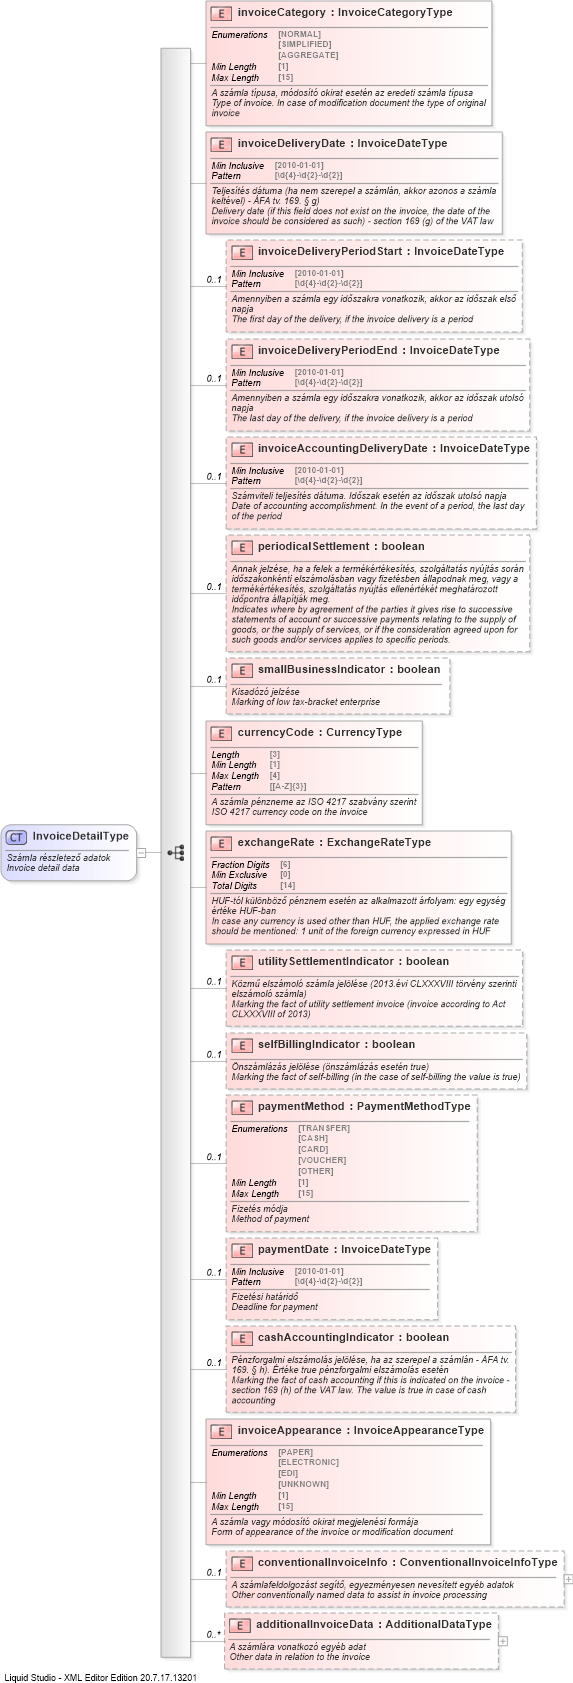 E invoiceCategory : InvoiceCategoryType
Enumerations [NORMAL]
[SIMPLIFIED]
[AGGREGATE]
Min Length [1]
Max Length [15]
A számla típusa, módosító okirat esetén az eredeti számla típusa
Type of invoice. In case of modification document the type of original
invoice
E invoiceDeliveryDate : InvoiceDateType
Min Inclusive [2010-01-01]
Pattern [\d{4}-\d{2}-\d{2}]
Teljesítés dátuma (ha nem szerepel a számlán, akkor azonos a számla
keltével) - ÁFA tv. 169. § g)
Delivery date (if this field does not exist on the invoice, the date of the
invoice should be considered as such) - section 169 (g) of the VAT law
E invoiceDeliveryPeriodStart : InvoiceDateType
0..1
Min Inclusive [2010-01-01]
Pattern [\d{4}-\d{2}-\d{2}]
Amennyiben a számla egy időszakra vonatkozik, akkor az időszak első
napja
The first day of the delivery, if the invoice delivery is a period
E invoiceDeliveryPeriodEnd : InvoiceDateType
0..1
Min Inclusive [2010-01-01]
Pattern [\d{4}-\d{2}-\d{2}]
Amennyiben a számla egy időszakra vonatkozik, akkor az időszak utolsó
napja
The last day of the delivery, if the invoice delivery is a period
E invoiceAccountingDeliveryDate : InvoiceDateType
0..1
Min Inclusive [2010-01-01]
Pattern [\d{4}-\d{2}-\d{2}]
Számviteli teljesítés dátuma. Időszak esetén az időszak utolsó napja
Date of accounting accomplishment. In the event of a period, the last day
of the period
E periodicalSettlement : boolean
0..1
Annak jelzése, ha a felek a termékértékesítés, szolgáltatás nyújtás során
időszakonkénti elszámolásban vagy fizetésben állapodnak meg, vagy a
termékértékesítés, szolgáltatás nyújtás ellenértékét meghatározott
időpontra állapítják meg.
Indicates where by agreement of the parties it gives rise to successive
statements of account or successive payments relating to the supply of
goods, or the supply of services, or if the consideration agreed upon for
such goods and/or services applies to specific periods.
E smallBusinessIndicator : boolean
0..1
Kisadózó jelzése
Marking of low tax-bracket enterprise
E currencyCode : CurrencyType
Length [3]
Min Length [1]
Max Length [4]
Pattern [[A-Z]{3}]
A számla pénzneme az ISO 4217 szabvány szerint
ISO 4217 currency code on the invoice
CT InvoiceDetailType
Számla részletező adatok
Invoice detail data
E exchangeRate : ExchangeRateType
Fraction Digits [6]
Min Exclusive [0]
Total Digits [14]
HUF-tól különböző pénznem esetén az alkalmazott árfolyam: egy egység
értéke HUF-ban
In case any currency is used other than HUF, the applied exchange rate
should be mentioned: 1 unit of the foreign currency expressed in HUF
E utilitySettlementIndicator : boolean
0..1
Közmű elszámoló számla jelölése (2013.évi CLXXXVIII törvény szerinti
elszámoló számla)
Marking the fact of utility settlement invoice (invoice according to Act
CLXXXVIII of 2013)
E selfBillingIndicator : boolean
0..1
Önszámlázás jelölése (önszámlázás esetén true)
Marking the fact of self-billing (in the case of self-billing the value is true)
E paymentMethod : PaymentMethodType
0..1
Enumerations [TRANSFER]
[CASH]
[CARD]
[VOUCHER]
[OTHER]
Min Length [1]
Max Length [15]
Fizetés módja
Method of payment
E paymentDate : InvoiceDateType
0..1
Min Inclusive [2010-01-01]
Pattern [\d{4}-\d{2}-\d{2}]
Fizetési határidő
Deadline for payment
E cashAccountingIndicator : boolean
0..1
Pénzforgalmi elszámolás jelölése, ha az szerepel a számlán - ÁFA tv.
169. § h). Értéke true pénzforgalmi elszámolás esetén
Marking the fact of cash accounting if this is indicated on the invoice -
section 169 (h) of the VAT law. The value is true in case of cash
accounting
E invoiceAppearance : InvoiceAppearanceType
Enumerations [PAPER]
[ELECTRONIC]
[EDI]
[UNKNOWN]
Min Length [1]
Max Length [15]
A számla vagy módosító okirat megjelenési formája
Form of appearance of the invoice or modification document
E conventionalInvoiceInfo : ConventionalInvoiceInfoType
0..1
A számlafeldolgozást segítő, egyezményesen nevesített egyéb adatok
Other conventionally named data to assist in invoice processing
E additionalInvoiceData : AdditionalDataType
0..*
A számlára vonatkozó egyéb adat
Other data in relation to the invoice
Liquid Studio - XML Editor Edition 20.7.17.13201